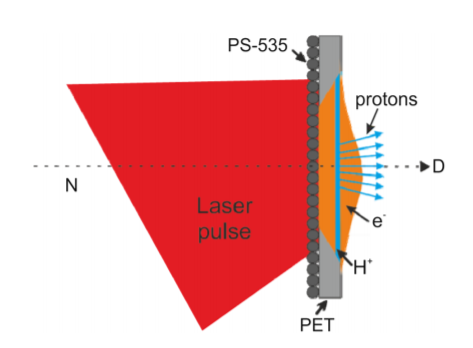 PS-535
protons
D
N
Laser
pulse
e⁻
H⁺
PET